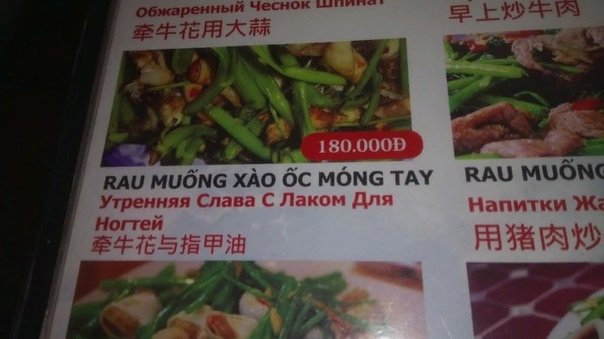 Обжаренный Чеснок Шпинат
牵牛花用大蒜
早上炒牛肉
180.000Đ
RAU MUỐNG XÀO ỐC MÓNG TAY
Утренняя Слава С Лаком Для
Ногтей
牵牛花与指甲油
RAU MUỐNG
Напитки
用猪肉炒